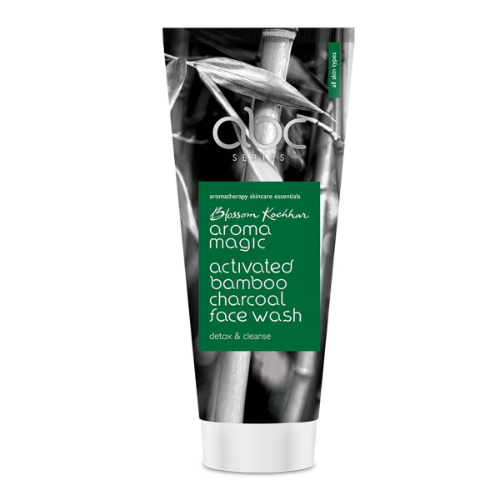 all skin types
abc
SERIES
aromatherapy skincare essentials
Blossom Kochhar
aroma
magic
activated
bamboo
charcoal
face wash
detox & cleanse